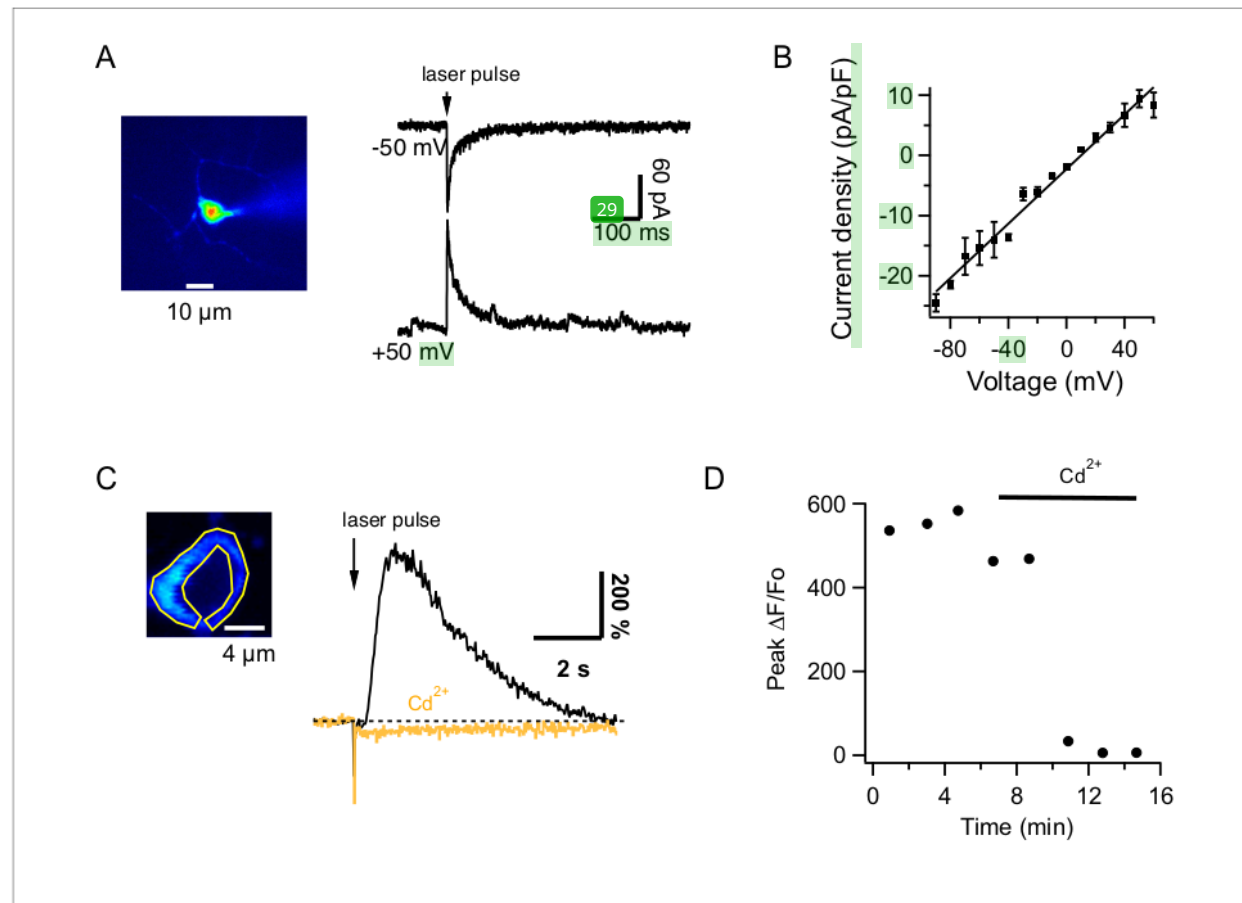 A
laser pulse
-50 mV
60 pA
29
100 ms
+50 mV
10 µm
B
Current density (pA/pF)
10
0
-10
-20
-80
-40
0
40
Voltage (mV)
C
laser pulse
4 µm
200 %
2 s
Cd²⁺
D
Cd²⁺
Peak ΔF/Fo
600
400
200
0
0
4
8
12
16
Time (min)